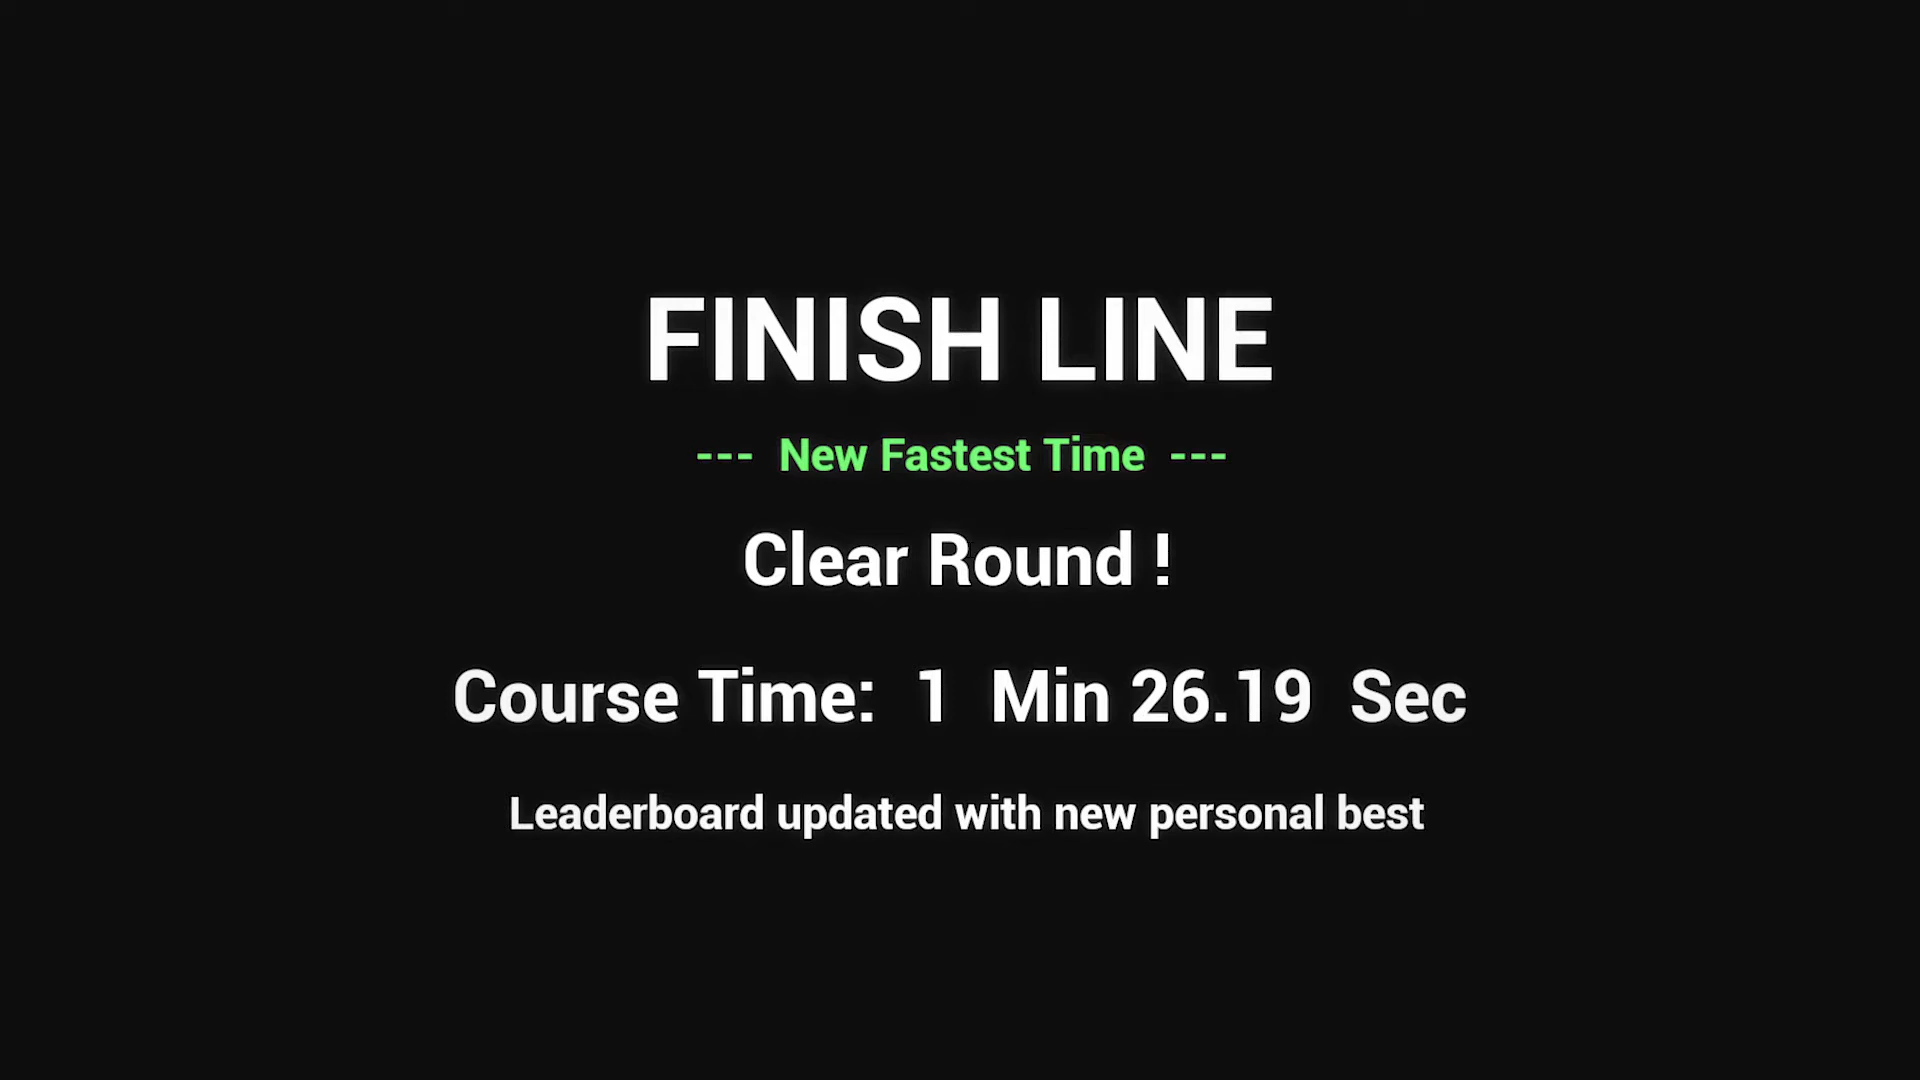 FINISH LINE
--- New Fastest Time ---
Clear Round !
Course Time: 1 Min 26.19 Sec
Leaderboard updated with new personal best